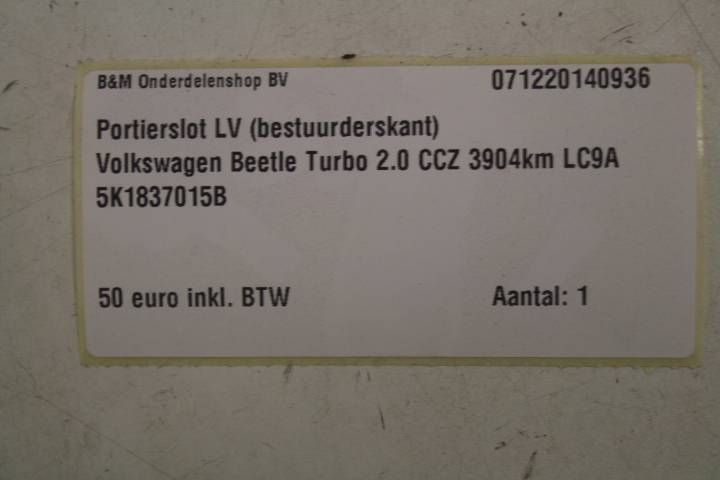 B&M Onderdelenshop BV 071220140936
Portierslot LV (bestuurderskant)
Volkswagen Beetle Turbo 2.0 CCZ 3904km LC9A
5K1837015B
50 euro inkl. BTW Aantal: 1